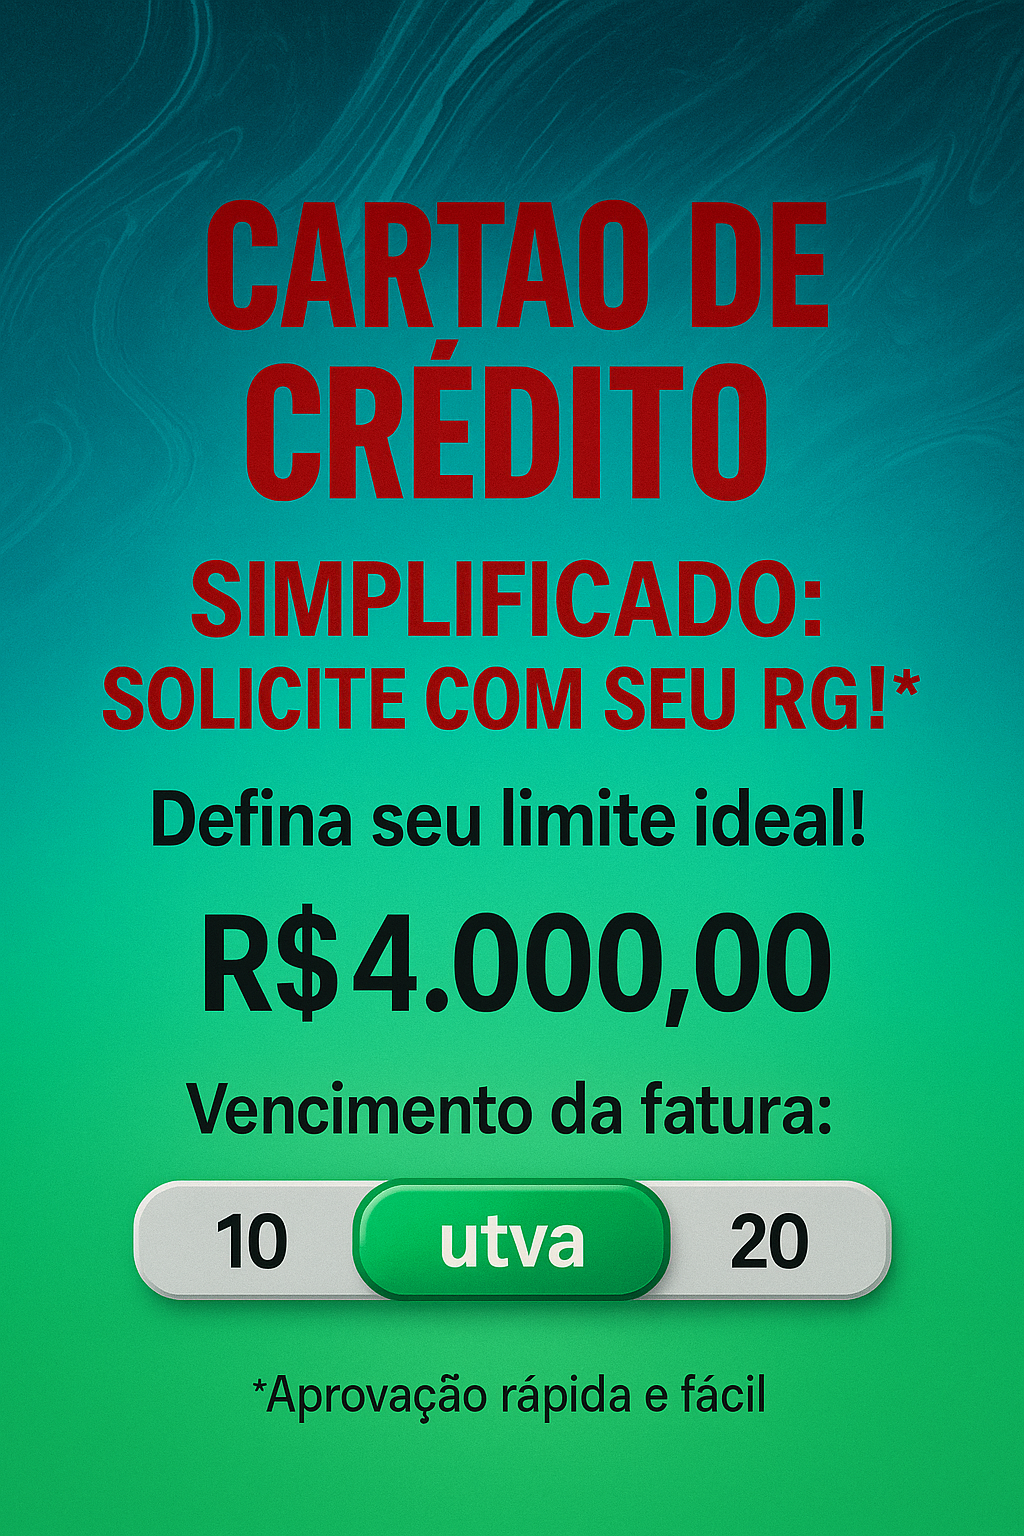 CARTAO DE
CRÉDITO
SIMPLIFICADO:
SOLICITE COM SEU RG!*
Defina seu limite ideal!
R$ 4.000,00
Vencimento da fatura:
10 utva 20
*Aprovação rápida e fácil